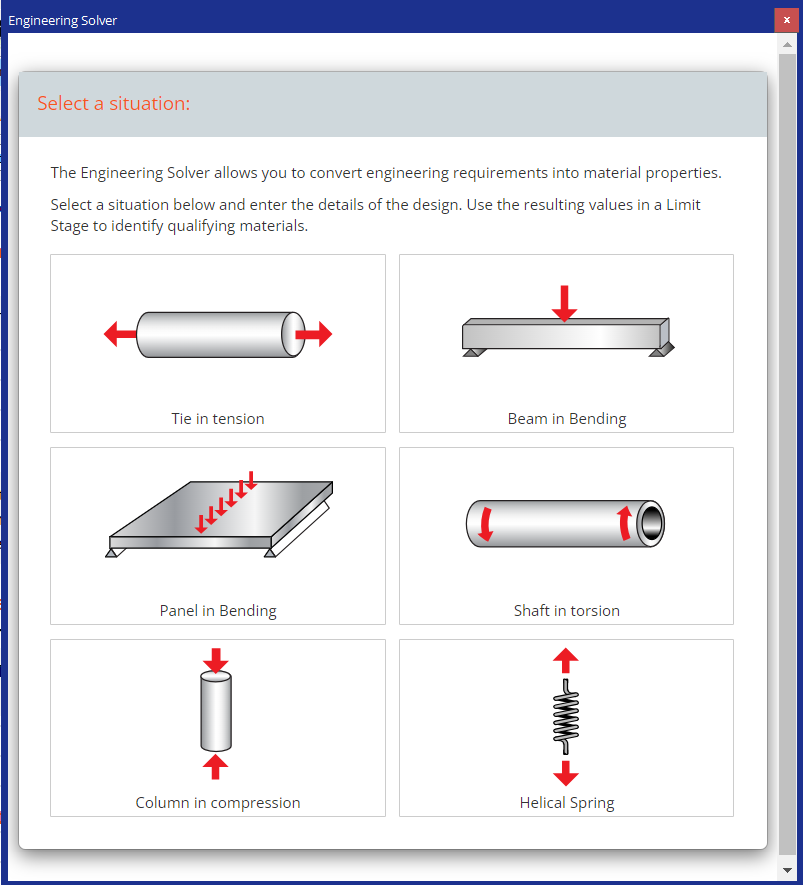 Engineering Solver
x
Select a situation:
The Engineering Solver allows you to convert engineering requirements into material properties.
Select a situation below and enter the details of the design. Use the resulting values in a Limit
Stage to identify qualifying materials.
Tie in tension
Beam in Bending
Panel in Bending
Shaft in torsion
Column in compression
Helical Spring